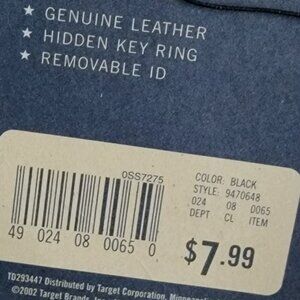 ★ GENUINE LEATHER
★ HIDDEN KEY RING
★ REMOVABLE ID
0SS7275
49 024 08 0065 0
COLOR: BLACK
STYLE: 9470648
024 08 0065
DEPT CL ITEM
$7.99
TD293447 Distributed by Target Corporation,
©2002 Target Brands,